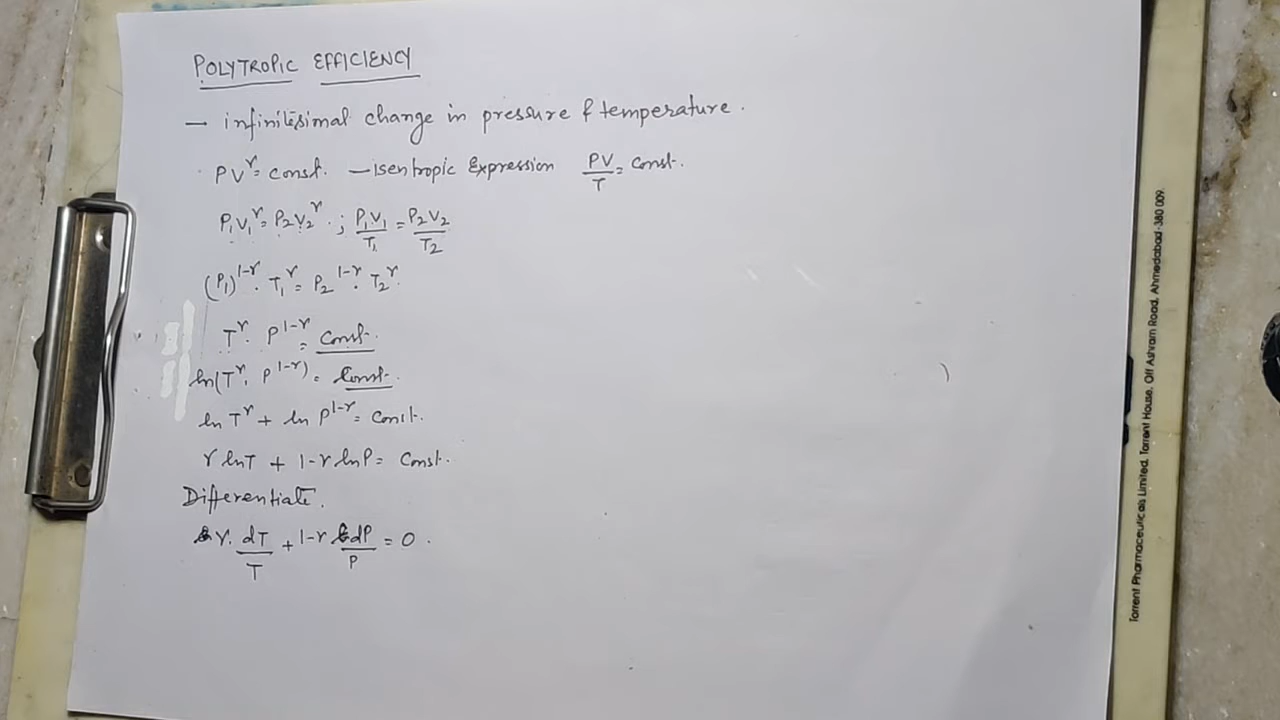 POLYTROPIC EFFICIENCY
— infinitesimal change in pressure & temperature.
PV^γ = const. — isentropic Expression PV/T = const.
P₁V₁^γ = P₂V₂^γ ; P₁V₁/T₁ = P₂V₂/T₂
(P₁)^1-γ · T₁^γ = P₂^1-γ · T₂^γ
T^γ · P^1-γ = const.
ln(T^γ · P^1-γ) = const.
ln T^γ + ln P^1-γ = const.
γ lnT + 1-γ lnP = const.
Differentiate.
γ. dT/T + 1-γ dP/P = 0.
Torrent Pharmaceuticals Limited, Torrent House, Off Ashram Road, Ahmedabad-380 009.